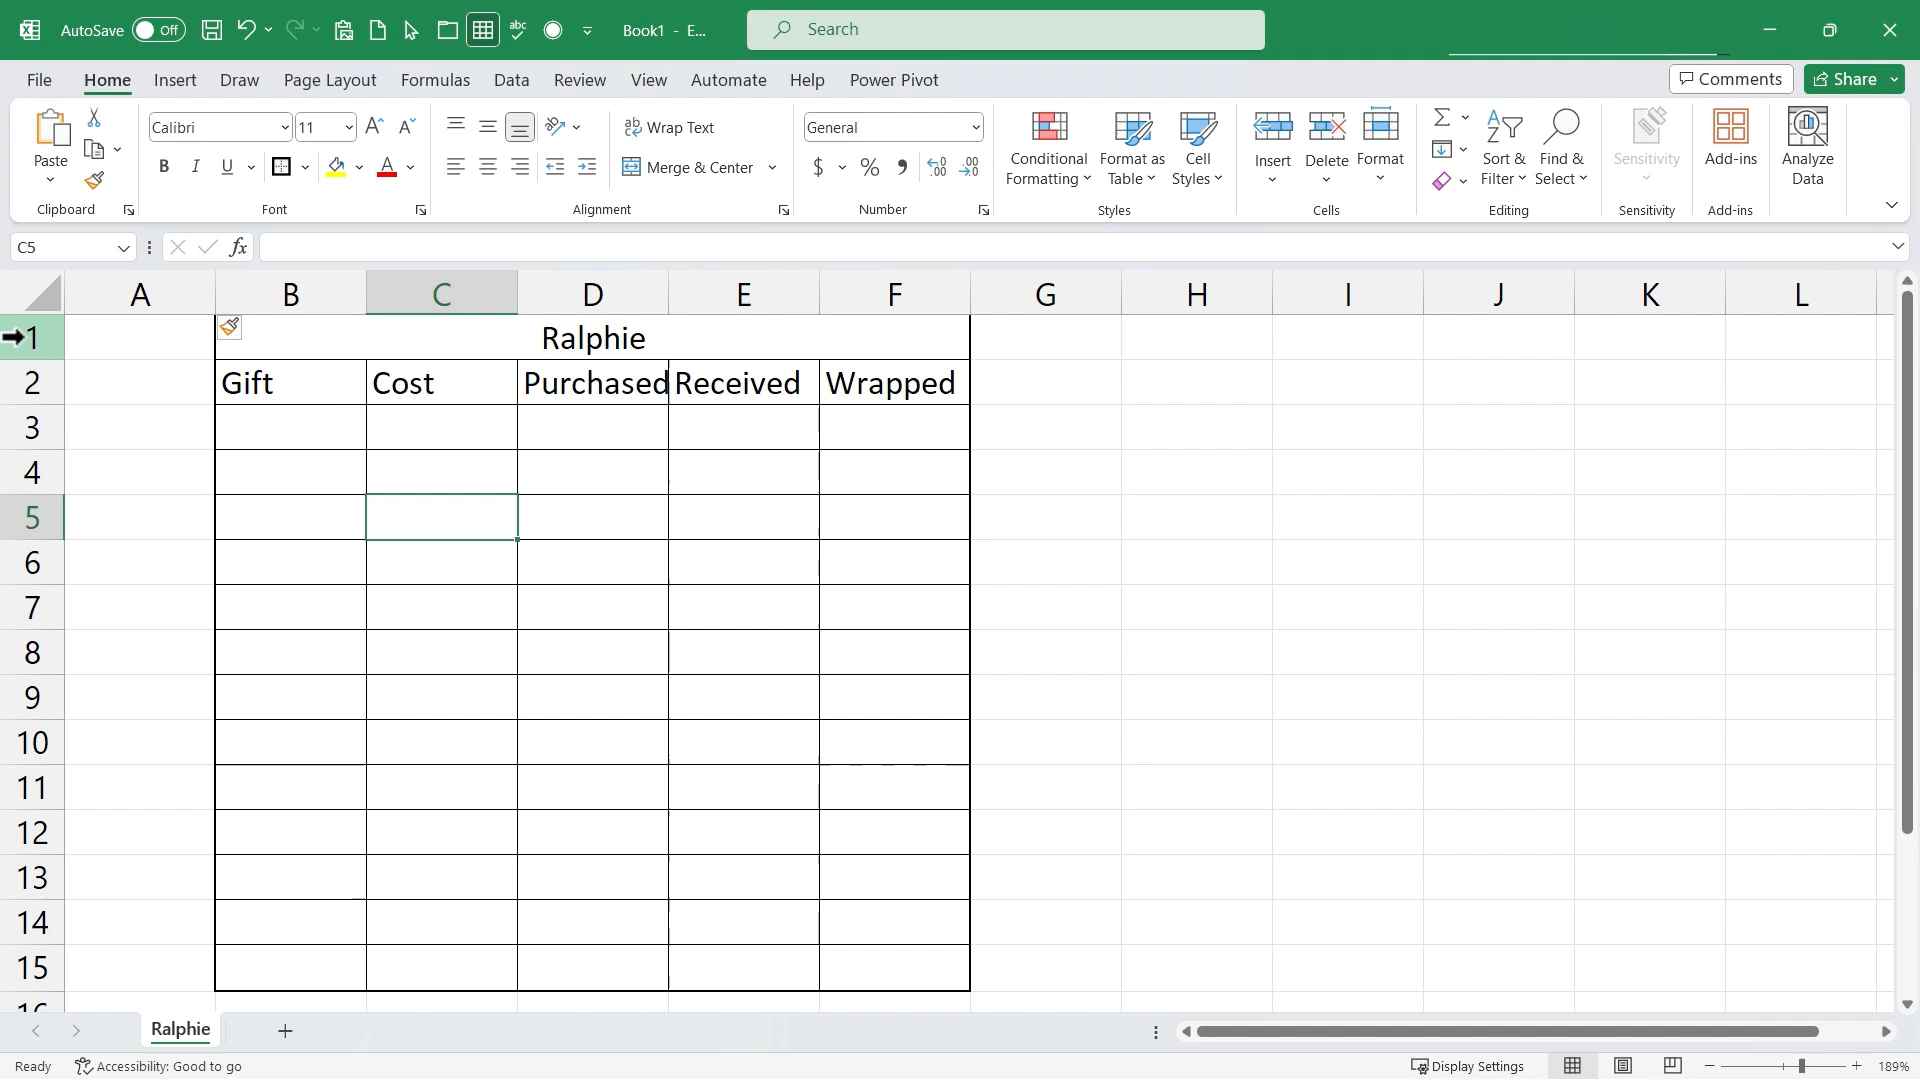 AutoSave Off abc Book1 - E... Search
File Home Insert Draw Page Layout Formulas Data Review View Automate Help Power Pivot Comments Share
Paste
Calibri 11
Wrap Text
General
B I U
Merge & Center
$ % 9
Conditional Formatting
Format as Table
Cell Styles
Insert
Delete
Format
Sort & Filter
Find & Select
Sensitivity
Add-ins
Analyze Data
Clipboard Font Alignment Number Styles Cells Editing Sensitivity Add-ins
C5 fx
A B C D E F G H I J K L
1 Ralphie
2 Gift Cost Purchased Received Wrapped
3
4
5
6
7
8
9
10
11
12
13
14
15
16
Ralphie
Ready Accessibility: Good to go Display Settings 189%